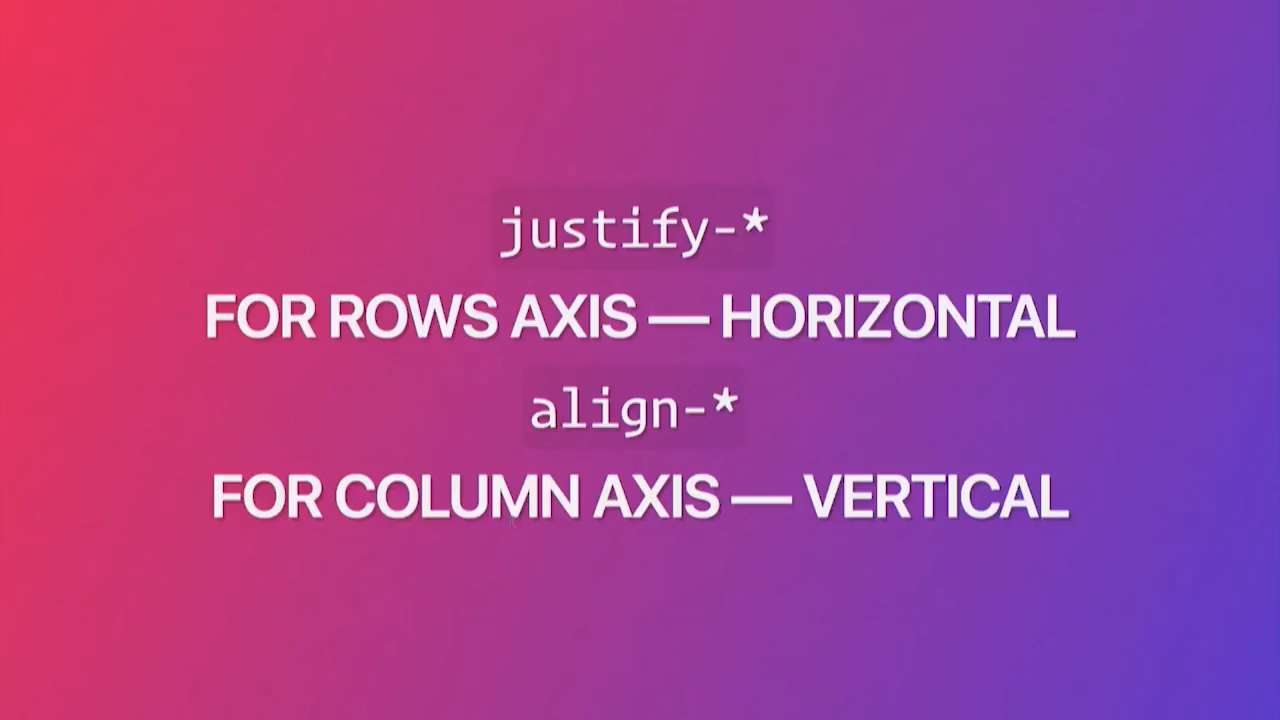 justify-*
FOR ROWS AXIS — HORIZONTAL
align-*
FOR COLUMN AXIS — VERTICAL